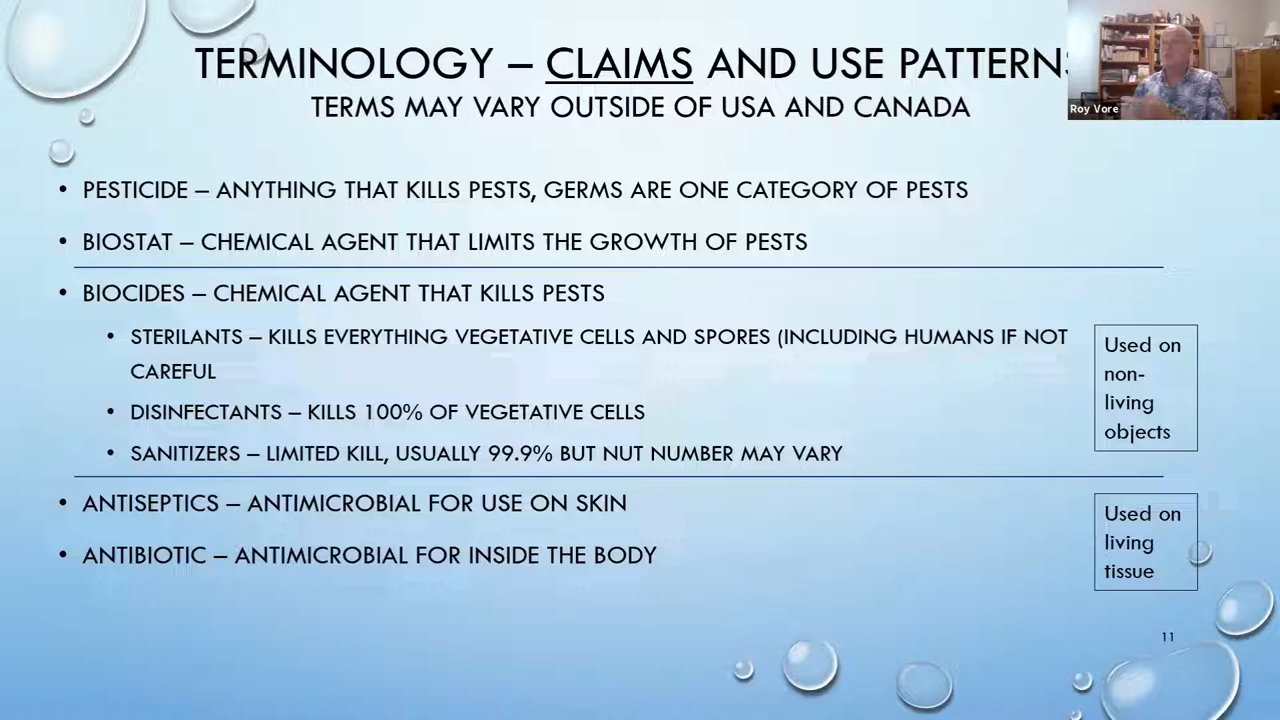 TERMINOLOGY – CLAIMS AND USE PATTERNS
TERMS MAY VARY OUTSIDE OF USA AND CANADA
Roy Vore
• PESTICIDE – ANYTHING THAT KILLS PESTS, GERMS ARE ONE CATEGORY OF PESTS
• BIOSTAT – CHEMICAL AGENT THAT LIMITS THE GROWTH OF PESTS
• BIOCIDES – CHEMICAL AGENT THAT KILLS PESTS
• STERILANTS – KILLS EVERYTHING VEGETATIVE CELLS AND SPORES (INCLUDING HUMANS IF NOT
CAREFUL
• DISINFECTANTS – KILLS 100% OF VEGETATIVE CELLS
• SANITIZERS – LIMITED KILL, USUALLY 99.9% BUT NUT NUMBER MAY VARY
Used on
non-
living
objects
• ANTISEPTICS – ANTIMICROBIAL FOR USE ON SKIN
• ANTIBIOTIC – ANTIMICROBIAL FOR INSIDE THE BODY
Used on
living
tissue
11